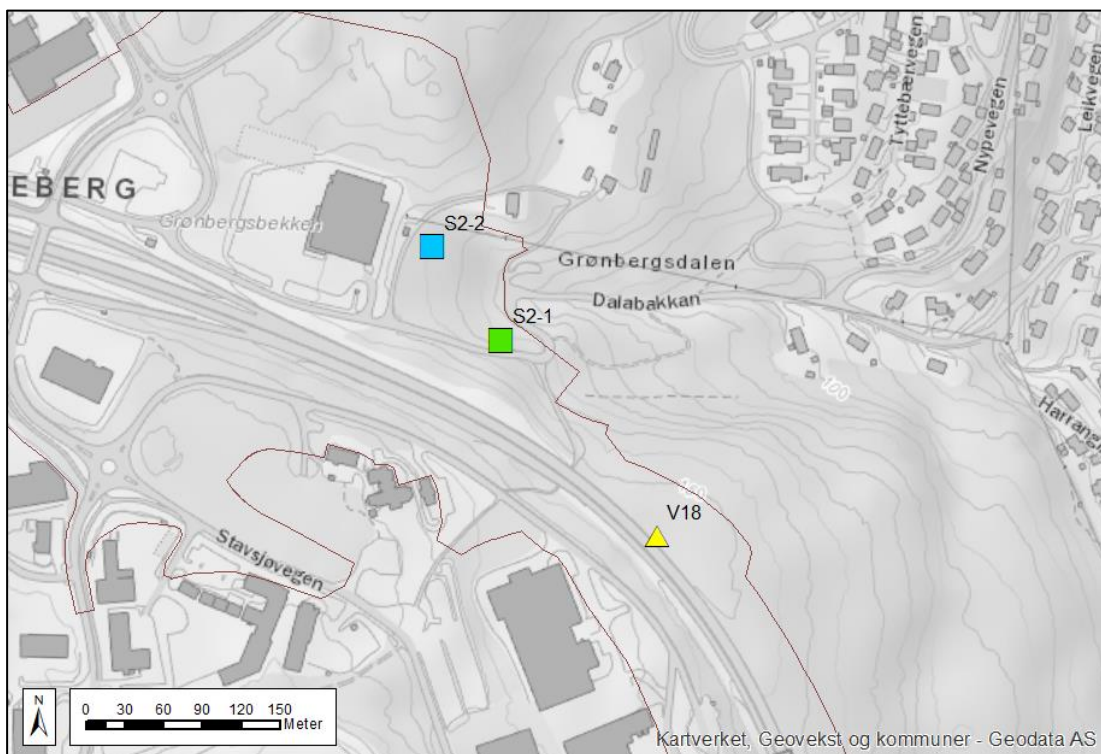 Tyttebærvegen
Nypevegen
Leikvegen
EBERG
Grønbergsbekken
S2-2
Grønbergsdalen
Dalabakkan
S2-1
100
Harrang
V18
Stavsjøvegen
N
0 30 60 90 120 150
Meter
Kartverket, Geovekst og kommuner - Geodata AS